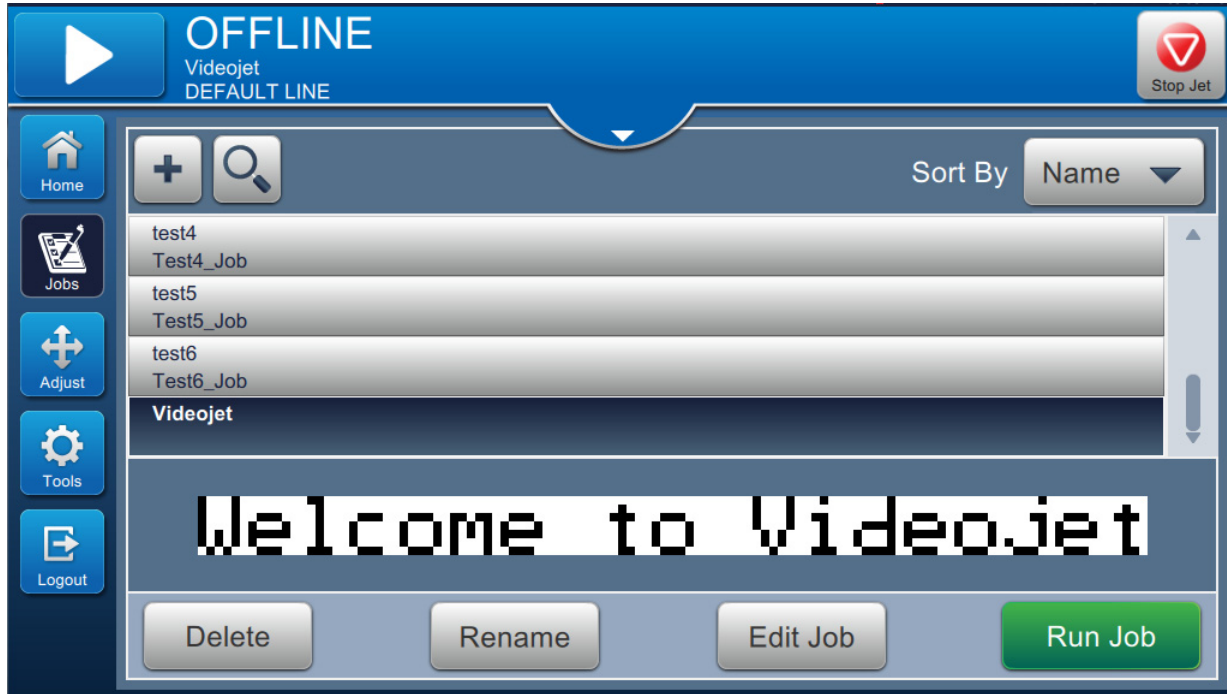 OFFLINE
Videojet
DEFAULT LINE
Stop Jet
Home
Sort By
Name
Jobs
test4
Test4_Job
test5
Test5_Job
Adjust
test6
Test6_Job
Videojet
Tools
Welcome to Videojet
Logout
Delete
Rename
Edit Job
Run Job